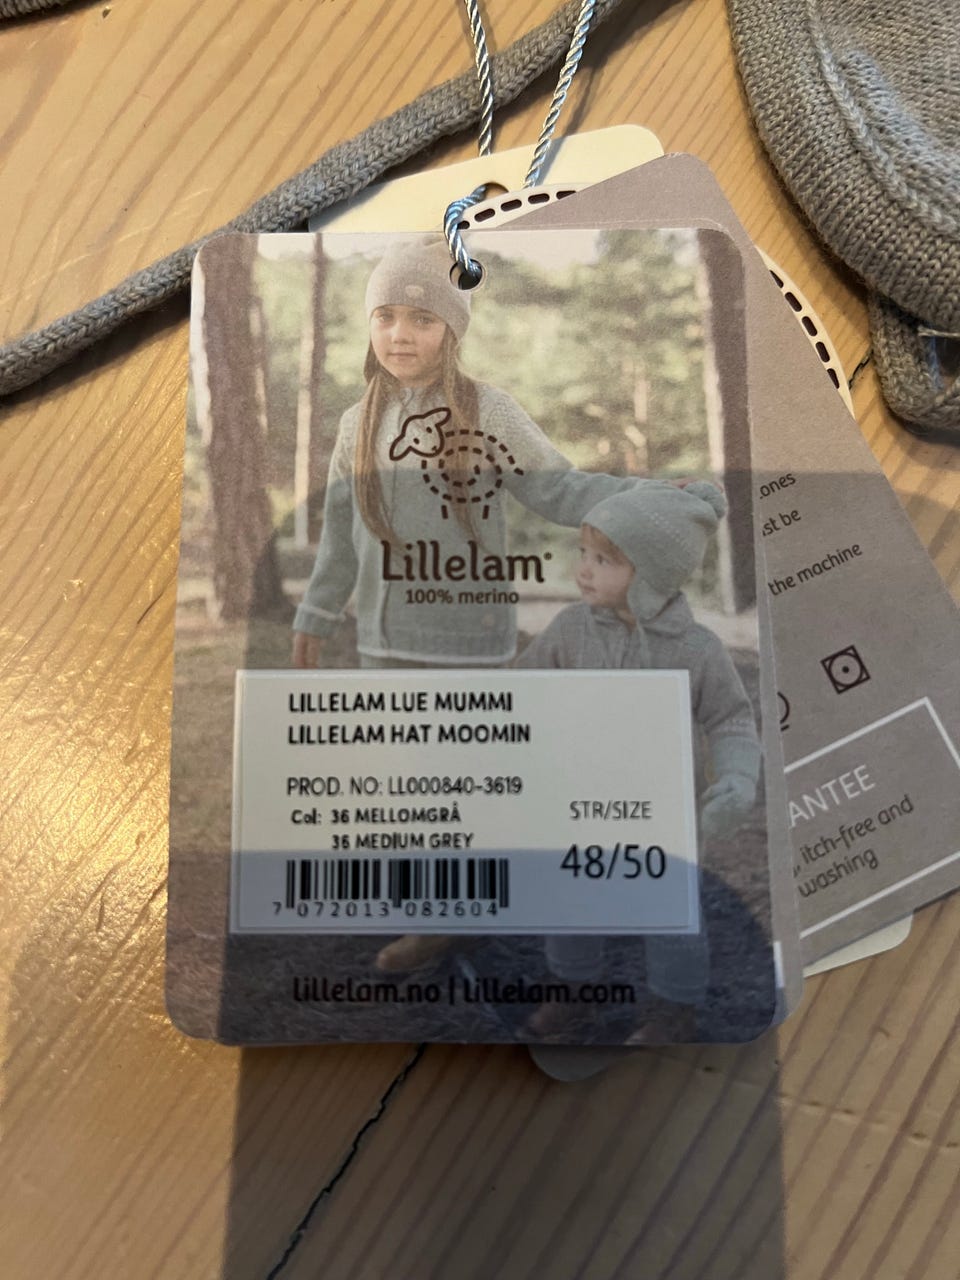 Lillelam®
100% merino
LILLELAM LUE MUMMI
LILLELAM HAT MOOMIN
PROD. NO: LL000840-3619
Col: 36 MELLOMGRÅ
36 MEDIUM GREY
STR/SIZE
48/50
7 072013 082604
lillelam.no | lillelam.com
ones
st be
the machine
ANTEE
, itch-free and
washing